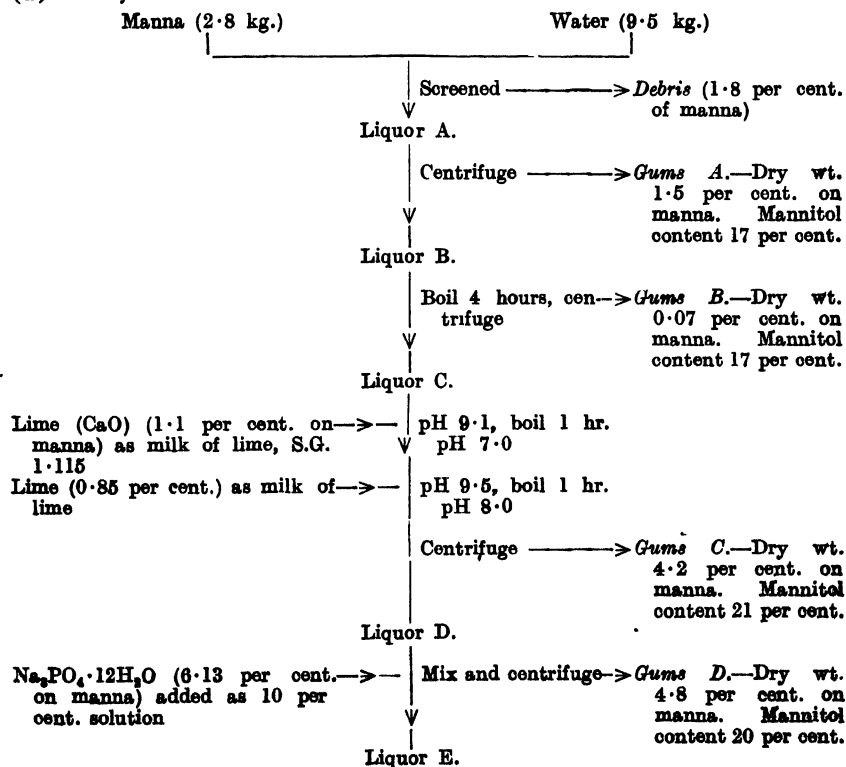 Manna (2·8 kg.)
Water (9·5 kg.)
Screened
Debris (1·8 per cent.
of manna)
Liquor A.
Centrifuge
Gums A.—Dry wt.
1·5 per cent. on
manna. Mannitol
content 17 per cent.
Liquor B.
Boil 4 hours, cen-
trifuge
Gums B.—Dry wt.
0·07 per cent. on
manna. Mannitol
content 17 per cent.
Liquor C.
Lime (CaO) (1·1 per cent. on
manna) as milk of lime, S.G.
1·115
pH 9·1, boil 1 hr.
pH 7·0
Lime (0·85 per cent.) as milk of
lime
pH 9·5, boil 1 hr.
pH 8·0
Centrifuge
Gums C.—Dry wt.
4·2 per cent. on
manna. Mannitol
content 21 per cent.
Liquor D.
Na₃PO₄·12H₂O (6·13 per cent.
on manna) added as 10 per
cent. solution
Mix and centrifuge
Gums D.—Dry wt.
4·8 per cent. on
manna. Mannitol
content 20 per cent.
Liquor E.